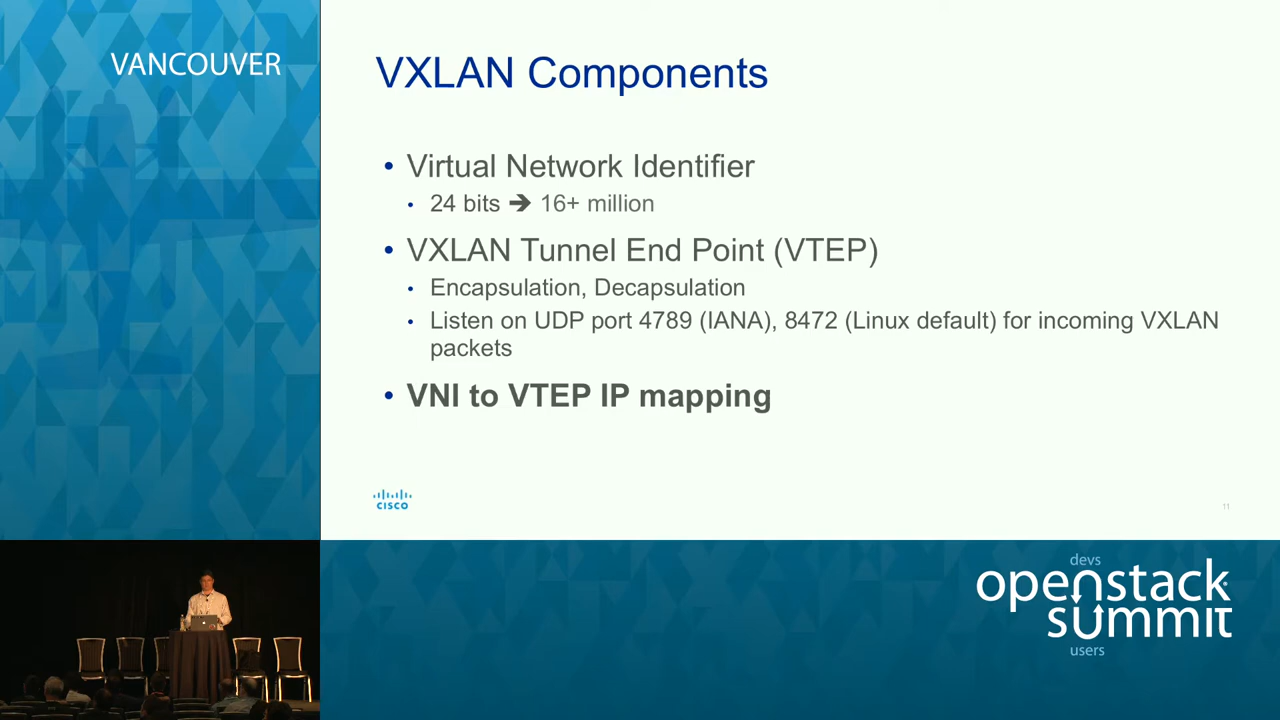 VANCOUVER
VXLAN Components
• Virtual Network Identifier
• 24 bits ➔ 16+ million
• VXLAN Tunnel End Point (VTEP)
• Encapsulation, Decapsulation
• Listen on UDP port 4789 (IANA), 8472 (Linux default) for incoming VXLAN
packets
• VNI to VTEP IP mapping
CISCO
11
devs
openstack
summit
users